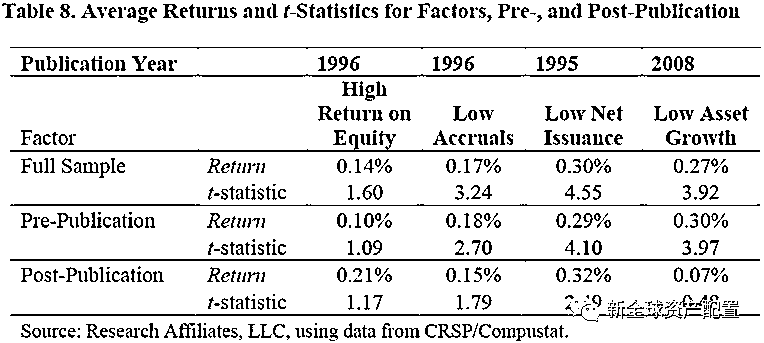 Table 8. Average Returns and t-Statistics for Factors, Pre-, and Post-Publication
Publication Year 1996 1996 1995 2008
Factor High Return on Equity Low Accruals Low Net Issuance Low Asset Growth
Full Sample Return 0.14% 0.17% 0.30% 0.27%
t-statistic 1.60 3.24 4.55 3.92
Pre-Publication Return 0.10% 0.18% 0.29% 0.30%
t-statistic 1.09 2.70 4.10 3.97
Post-Publication Return 0.21% 0.15% 0.32% 0.07%
t-statistic 1.17 1.79
新全球资产配置
Source: Research Affiliates, LLC, using data from CRSP/Compustat.